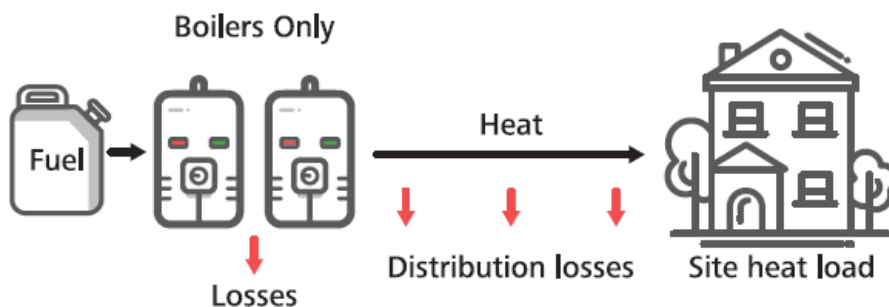 Boilers Only
Fuel
Heat
Distribution losses
Site heat load
Losses